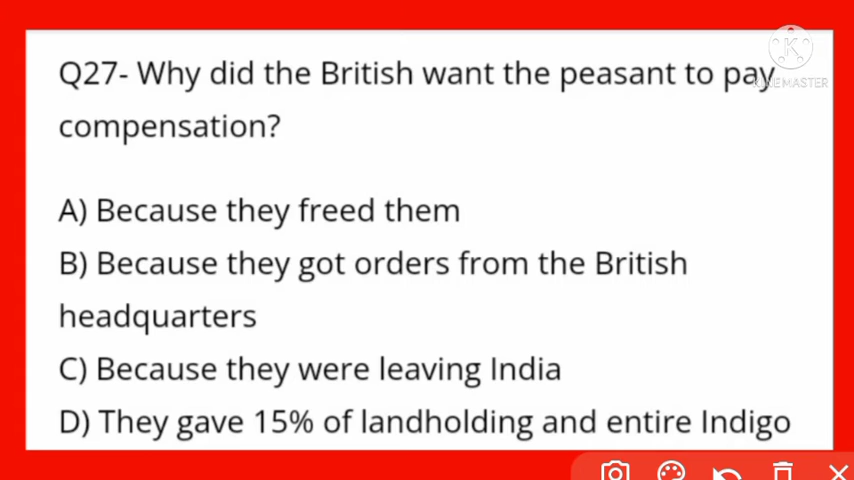 Q27- Why did the British want the peasant to pay
compensation?
A) Because they freed them
B) Because they got orders from the British
headquarters
C) Because they were leaving India
D) They gave 15% of landholding and entire Indigo
K
KINEMASTER